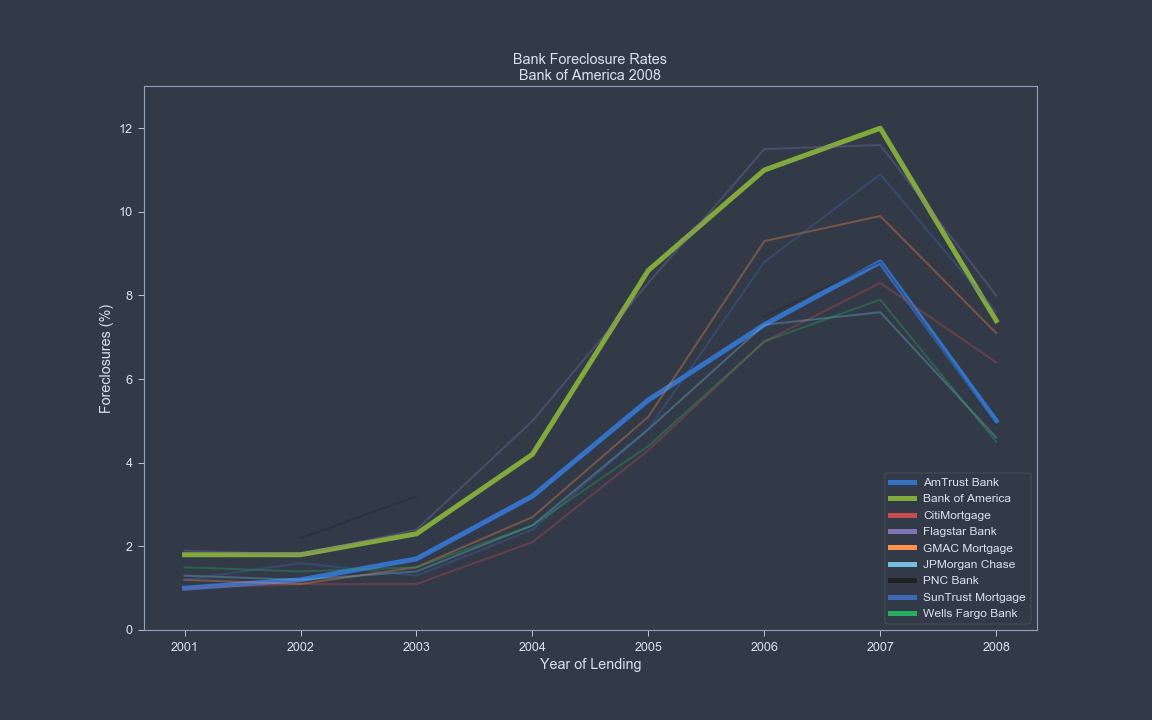 Bank Foreclosure Rates
Bank of America 2008
12
10
8
6
4
2
0
Foreclosures (%)
2001 2002 2003 2004 2005 2006 2007 2008
Year of Lending
AmTrust Bank
Bank of America
CitiMortgage
Flagstar Bank
GMAC Mortgage
JPMorgan Chase
PNC Bank
SunTrust Mortgage
Wells Fargo Bank